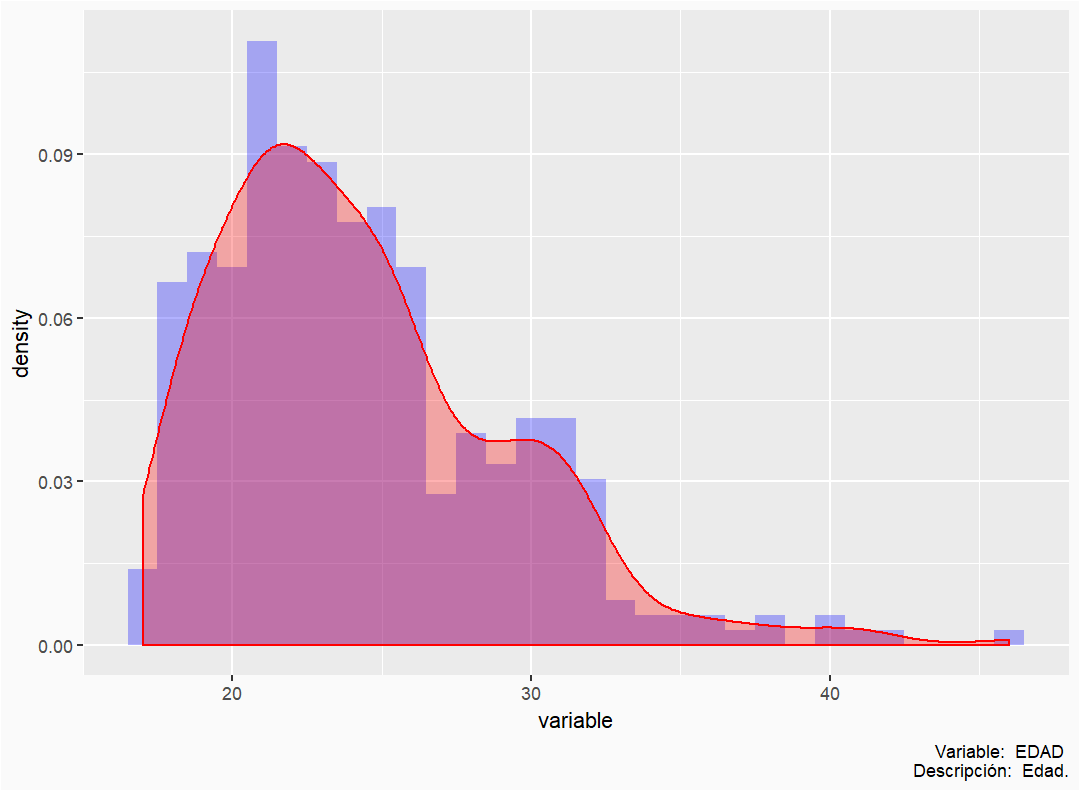 density
0.09
0.06
0.03
0.00
20 30 40
variable
Variable: EDAD
Descripción: Edad.